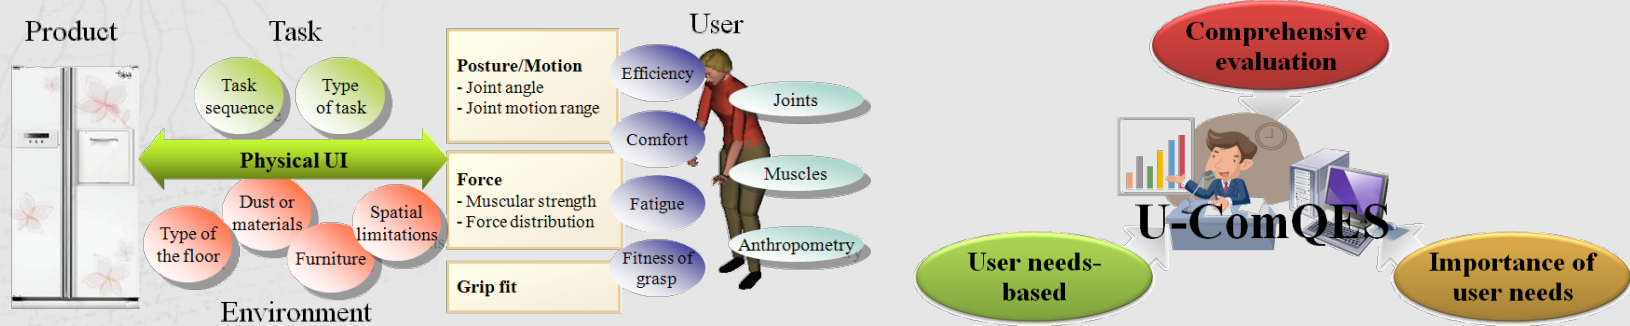 Product
Task
Task
sequence
Type
of task
Physical UI
Type of
the floor
Dust or
materials
Furniture
Spatial
limitations
Environment
Posture/Motion
- Joint angle
- Joint motion range
Force
- Muscular strength
- Force distribution
Grip fit
User
Efficiency
Comfort
Fatigue
Fitness of
grasp
Joints
Muscles
Anthropometry
Comprehensive
evaluation
U-ComQES
User needs-
based
Importance of
user needs